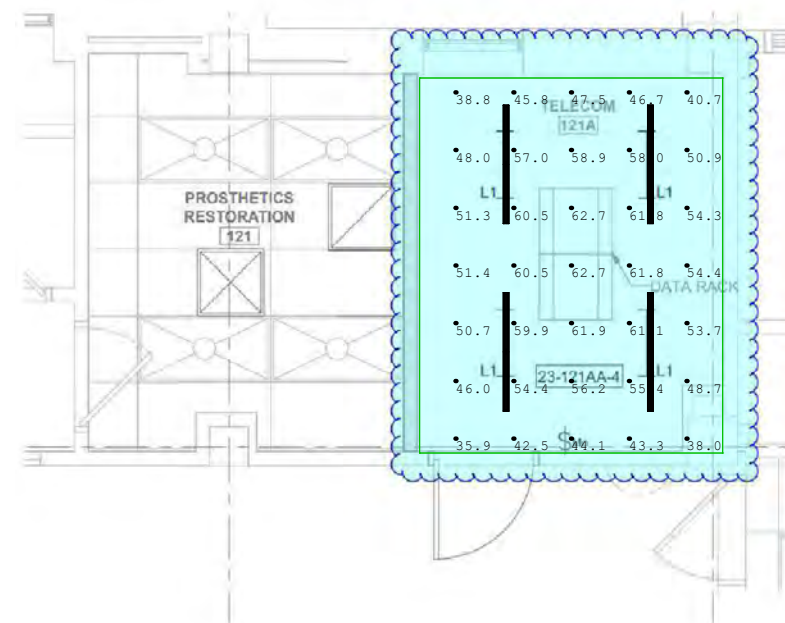 38.8 45.8 47.5 46.7 40.7
TELECOM
121A
48.0 57.0 58.9 58.0 50.9
PROSTHETICS
RESTORATION
121
L1 L1
51.3 60.5 62.7 61.8 54.3
51.4 60.5 62.7 61.8 54.4
DATA RACK
50.7 59.9 61.9 61.1 53.7
L1 23-121AA-4 L1
46.0 54.4 56.2 55.4 48.7
$
35.9 42.5 44.1 43.3 38.0